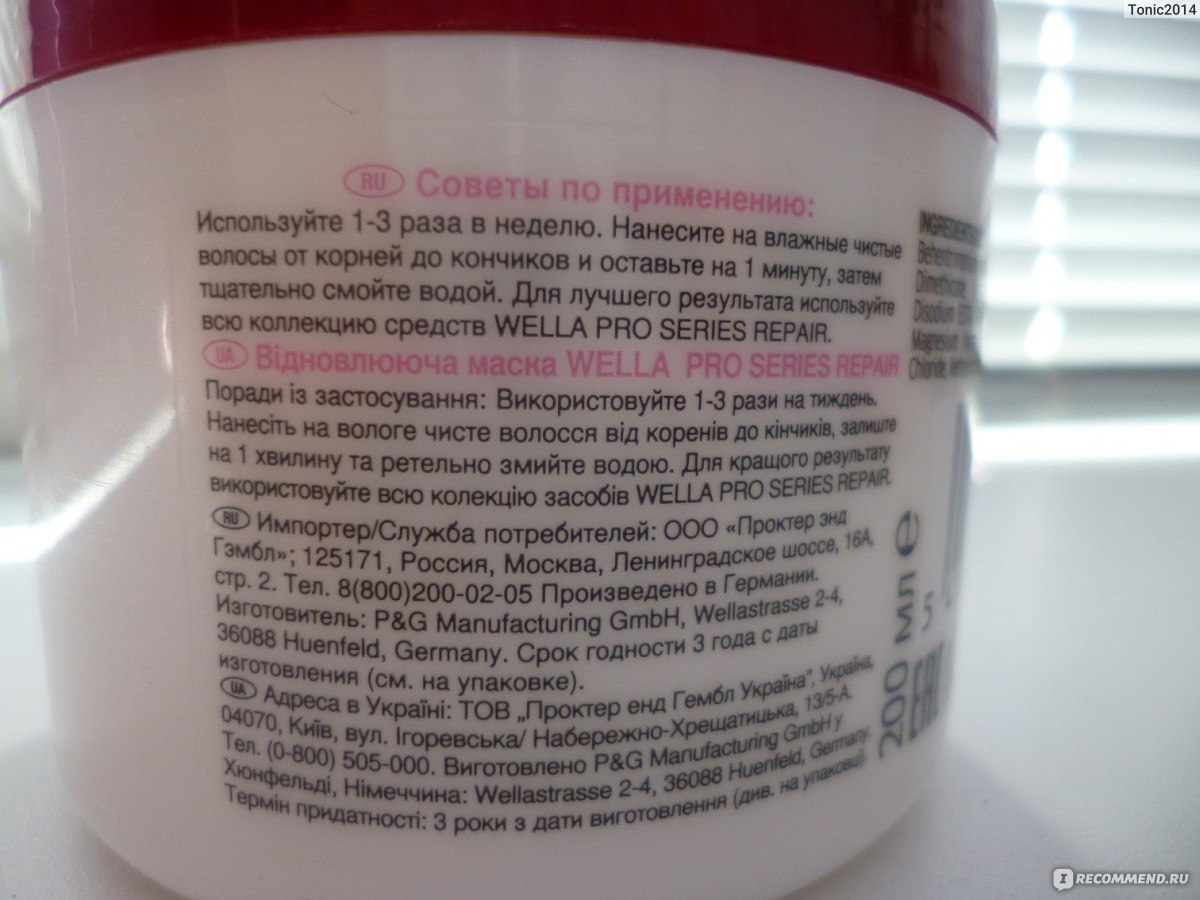 Tonic2014
RU Советы по применению:
Используйте 1-3 раза в неделю. Нанесите на влажные чистые
волосы от корней до кончиков и оставьте на 1 минуту, затем
тщательно смойте водой. Для лучшего результата используйте
всю коллекцию средств WELLA PRO SERIES REPAIR.
UA Відновлююча маска WELLA PRO SERIES REPAIR
Поради із застосування: Використовуйте 1-3 рази на тиждень.
Нанесіть на вологе чисте волосся від коренів до кінчиків, залиште
на 1 хвилину та ретельно змийте водою. Для кращого результату
використовуйте всю колекцію засобів WELLA PRO SERIES REPAIR.
RU Импортер/Служба потребителей: ООО «Проктер энд
Гэмбл»; 125171, Россия, Москва, Ленинградское шоссе, 16А,
стр. 2. Тел. 8(800)200-02-05 Произведено в Германии.
Изготовитель: P&G Manufacturing GmbH, Wellastrasse 2-4,
36088 Huenfeld, Germany. Срок годности 3 года с даты
изготовления (см. на упаковке).
UA Адреса в Україні: ТОВ „Проктер енд Гембл Україна", Україна,
04070, Київ, вул. Ігоревська/ Набережно-Хрещатицька, 13/5-А.
Тел. (0-800) 505-000. Виготовлено P&G Manufacturing GmbH у
Хюнфельді, Німеччина: Wellastrasse 2-4, 36088 Huenfeld, Germany.
Термін придатності: 3 роки з дати виготовлення (див. на упаковці).
Dimethicone,
Disodium
Magnesium
Chloride,
200 мл e
5
EAC
IRECOMMEND.RU